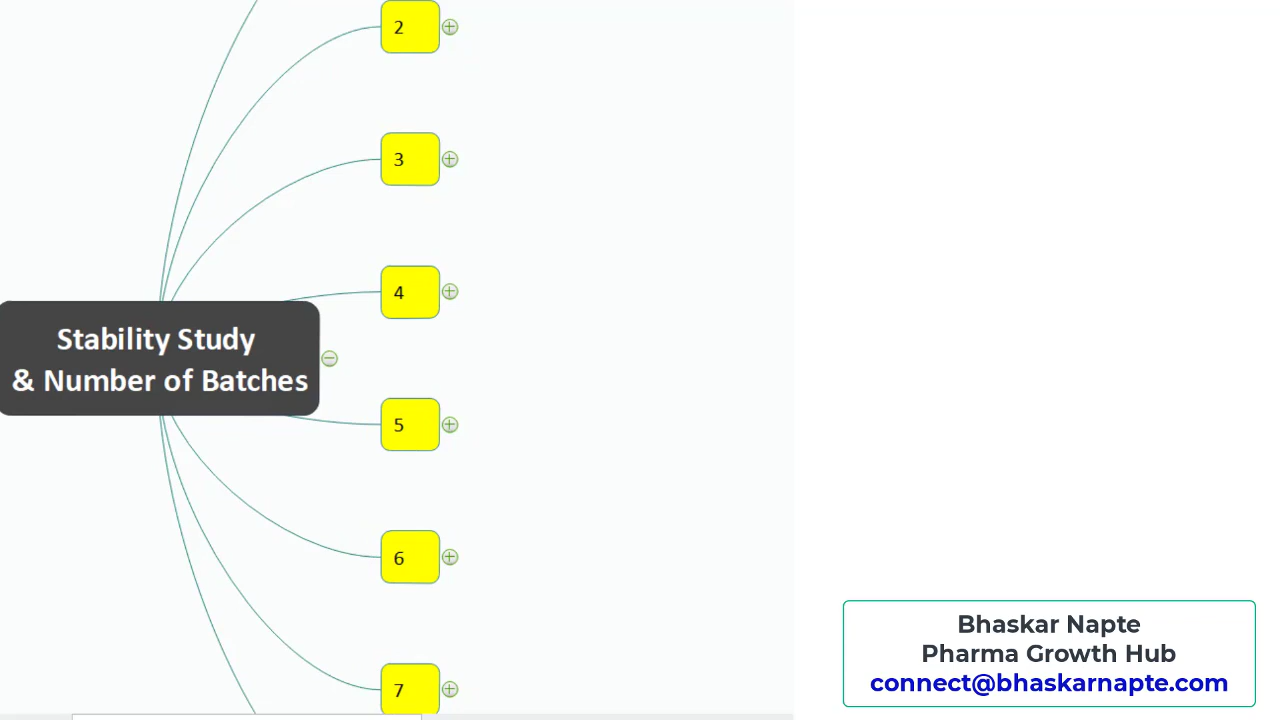 2
3
4
Stability Study
& Number of Batches
5
6
7
Bhaskar Napte
Pharma Growth Hub
connect@bhaskarnapte.com